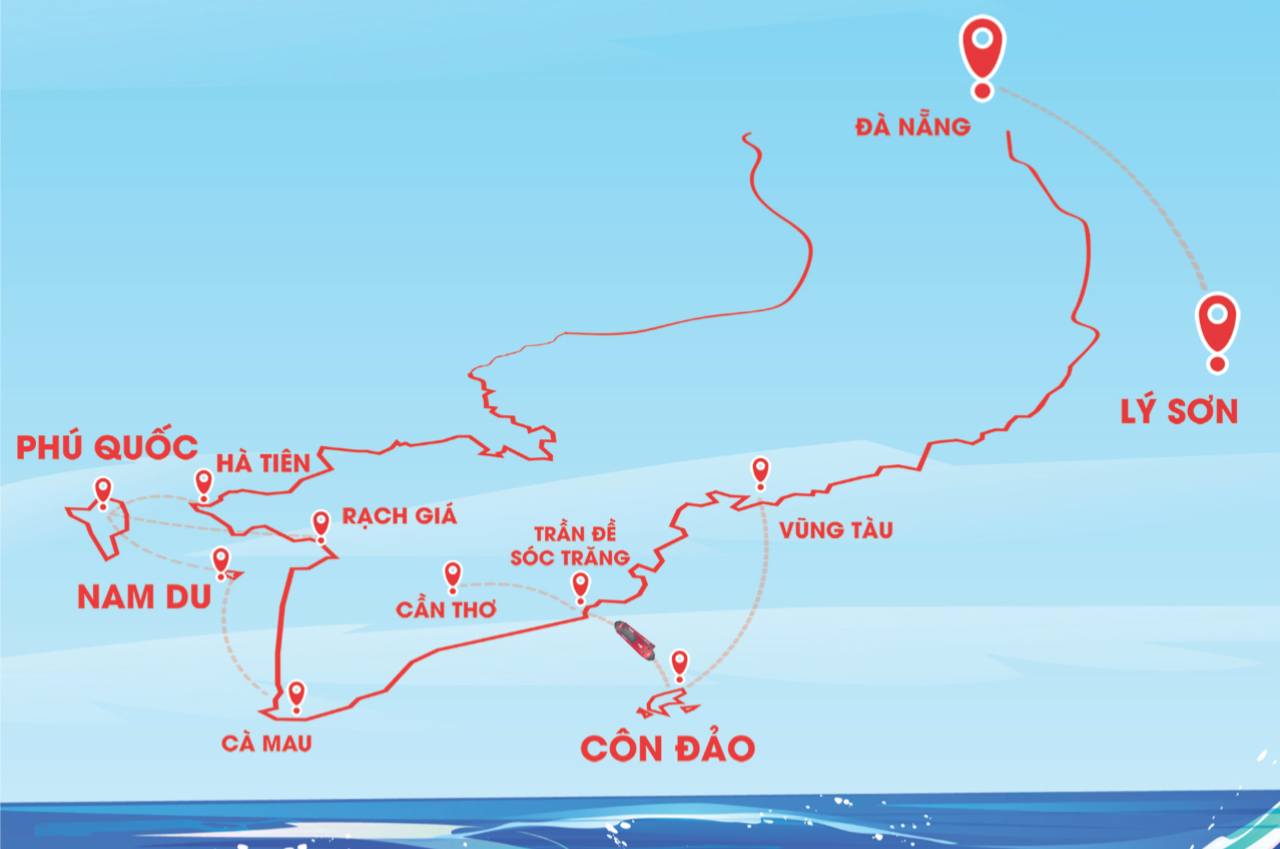 ĐÀ NẴNG
LÝ SƠN
PHÚ QUỐC
HÀ TIÊN
RẠCH GIÁ
TRẦN ĐỀ
SÓC TRĂNG
VŨNG TÀU
NAM DU
CẦN THƠ
CÀ MAU
CÔN ĐẢO